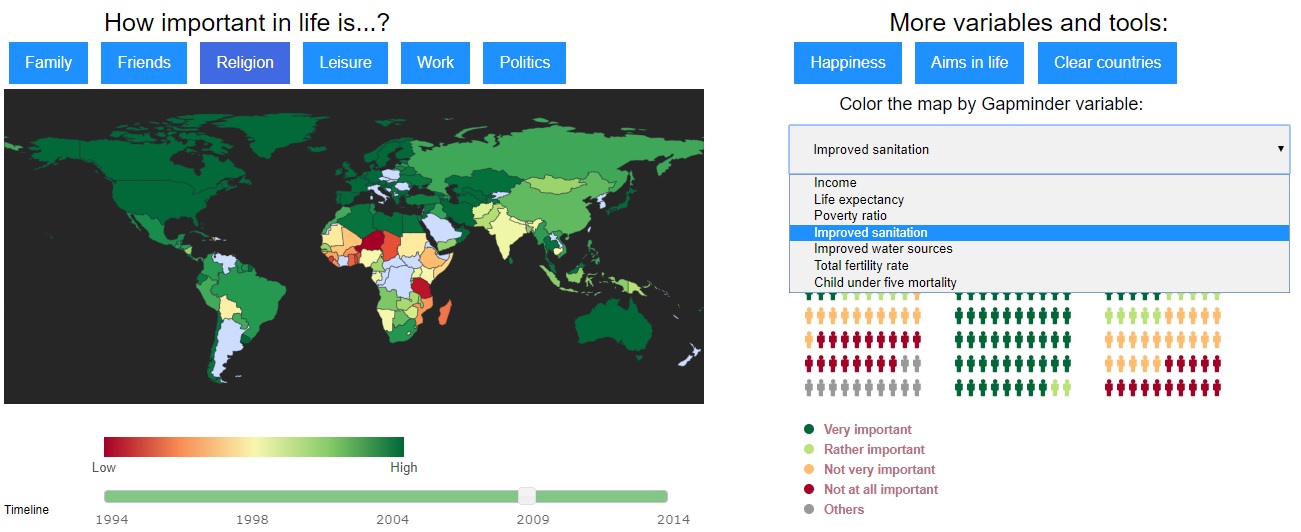 How important in life is...?
Family Friends Religion Leisure Work Politics
Low High
Timeline
1994 1998 2004 2009 2014
More variables and tools:
Happiness Aims in life Clear countries
Color the map by Gapminder variable:
Improved sanitation
Income
Life expectancy
Poverty ratio
Improved sanitation
Improved water sources
Total fertility rate
Child under five mortality
Very important
Rather important
Not very important
Not at all important
Others